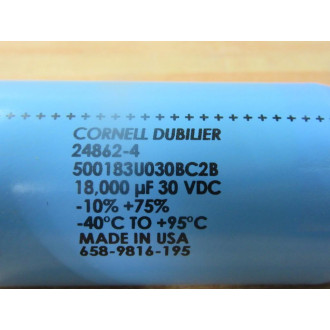 +++++++++++++++++++++++++++
CORNELL DUBILIER
24862-4
500183U030BC2B
18,000 µF 30 VDC
-10% +75%
-40°C TO +95°C
MADE IN USA
658-9816-195